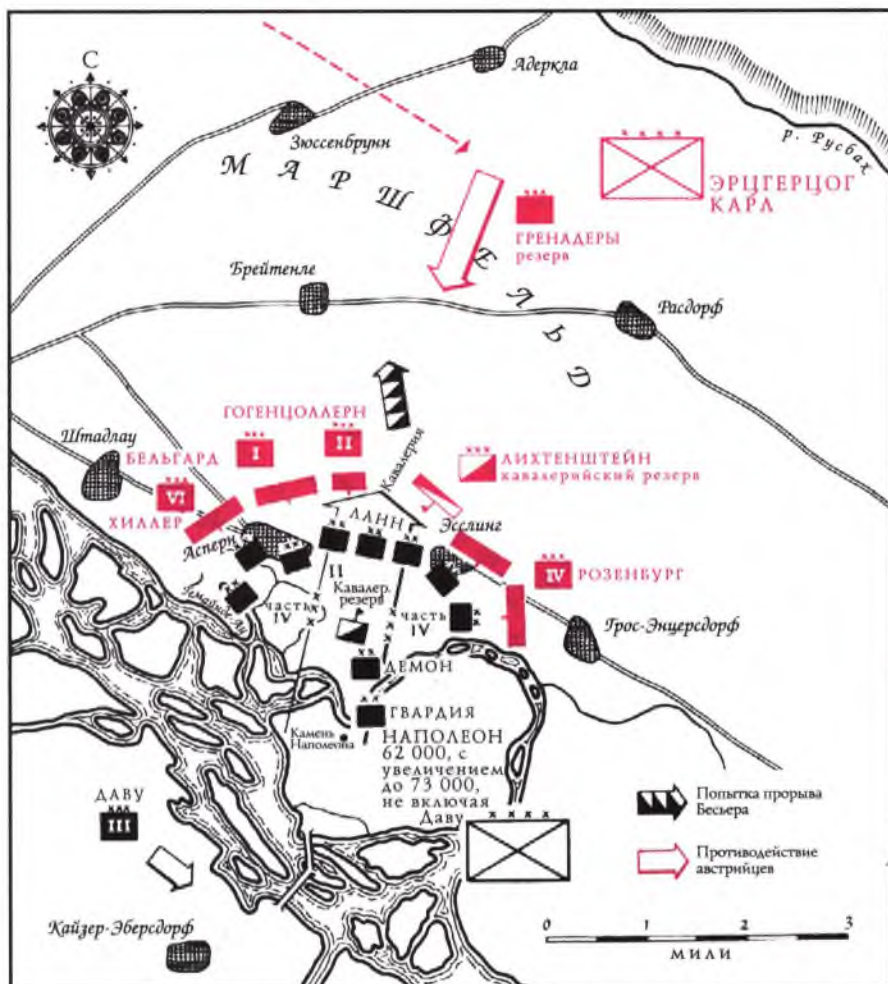 С
Адеркла
Зюссенбрунн
р. Русбах
МАРШФЕЛЬД
ЭРЦГЕРЦОГ
КАРЛ
ГРЕНАДЕРЫ
резерв
Брейтенле
Расдорф
Кавалерия
ГОГЕНЦОЛЛЕРН
II
Штадлау
БЕЛЬГАРД
I
ЛИХТЕНШТЕЙН
кавалерийский резерв
VI
ХИЛЛЕР
Асперн
ЛАНН
Эсслинг
IV
РОЗЕНБУРГ
II
Кавалер.
резерв
часть
IV
часть
IV
Грос-Энцерсдорф
ДЕМОН
ГВАРДИЯ
Камень
Наполеона
НАПОЛЕОН
62 000, с
увеличением
до 73 000,
не включая
Даву
ДАВУ
III
Попытка прорыва
Бесьера
Противодействие
австрийцев
Кайзер-Эберсдорф
0 1 2 3
МИЛИ